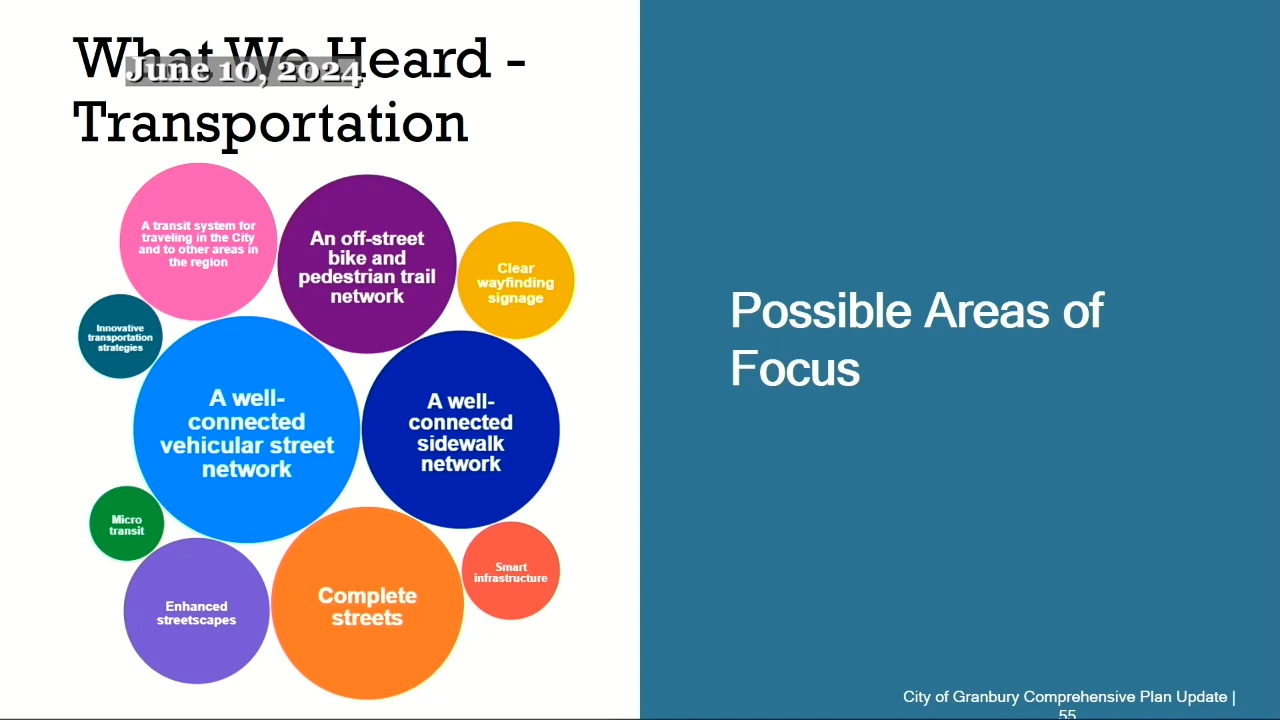 What We Heard -
June 10, 2024
Transportation
A transit system for
traveling in the City
and to other areas in
the region
An off-street
bike and
pedestrian trail
network
Clear
wayfinding
signage
Innovative
transportation
strategies
A well-
connected
vehicular street
network
A well-
connected
sidewalk
network
Micro
transit
Enhanced
streetscapes
Complete
streets
Smart
infrastructure
Possible Areas of
Focus
City of Granbury Comprehensive Plan Update |
55